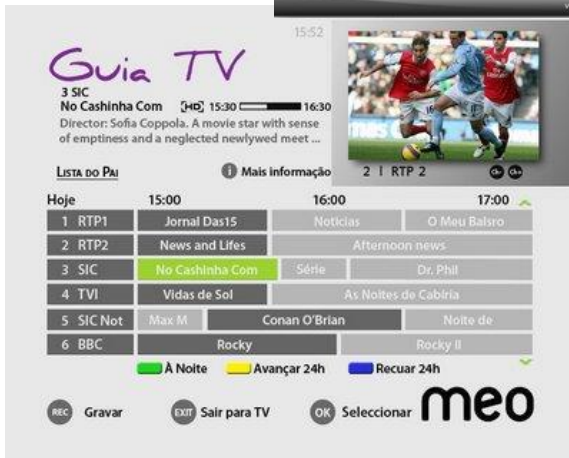 15:52
Guia TV
3 SIC
No Cashinha Com [HD] 15:30 16:30
Director: Sofia Coppola. A movie star with sense
of emptiness and a neglected newlywed meet ...
LISTA DO PAI
i Mais informação
2 | RTP 2 Ch- Ch+
Hoje 15:00 16:00 17:00
1 RTP1 Jornal Das15 Noticias O Meu Balsro
2 RTP2 News and Lifes Afternoon news
3 SIC No Cashinha Com Série Dr. Phil
4 TVI Vidas de Sol As Noites de Cabíria
5 SIC Not Max M Conan O'Brian Noite de
6 BBC Rocky Rocky II
À Noite Avançar 24h Recuar 24h
REC Gravar EXIT Sair para TV OK Seleccionar meo